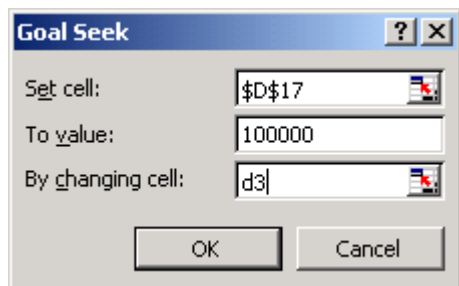 Goal Seek ? ×
Set cell: $D$17
To value: 100000
By changing cell: d3
OK Cancel